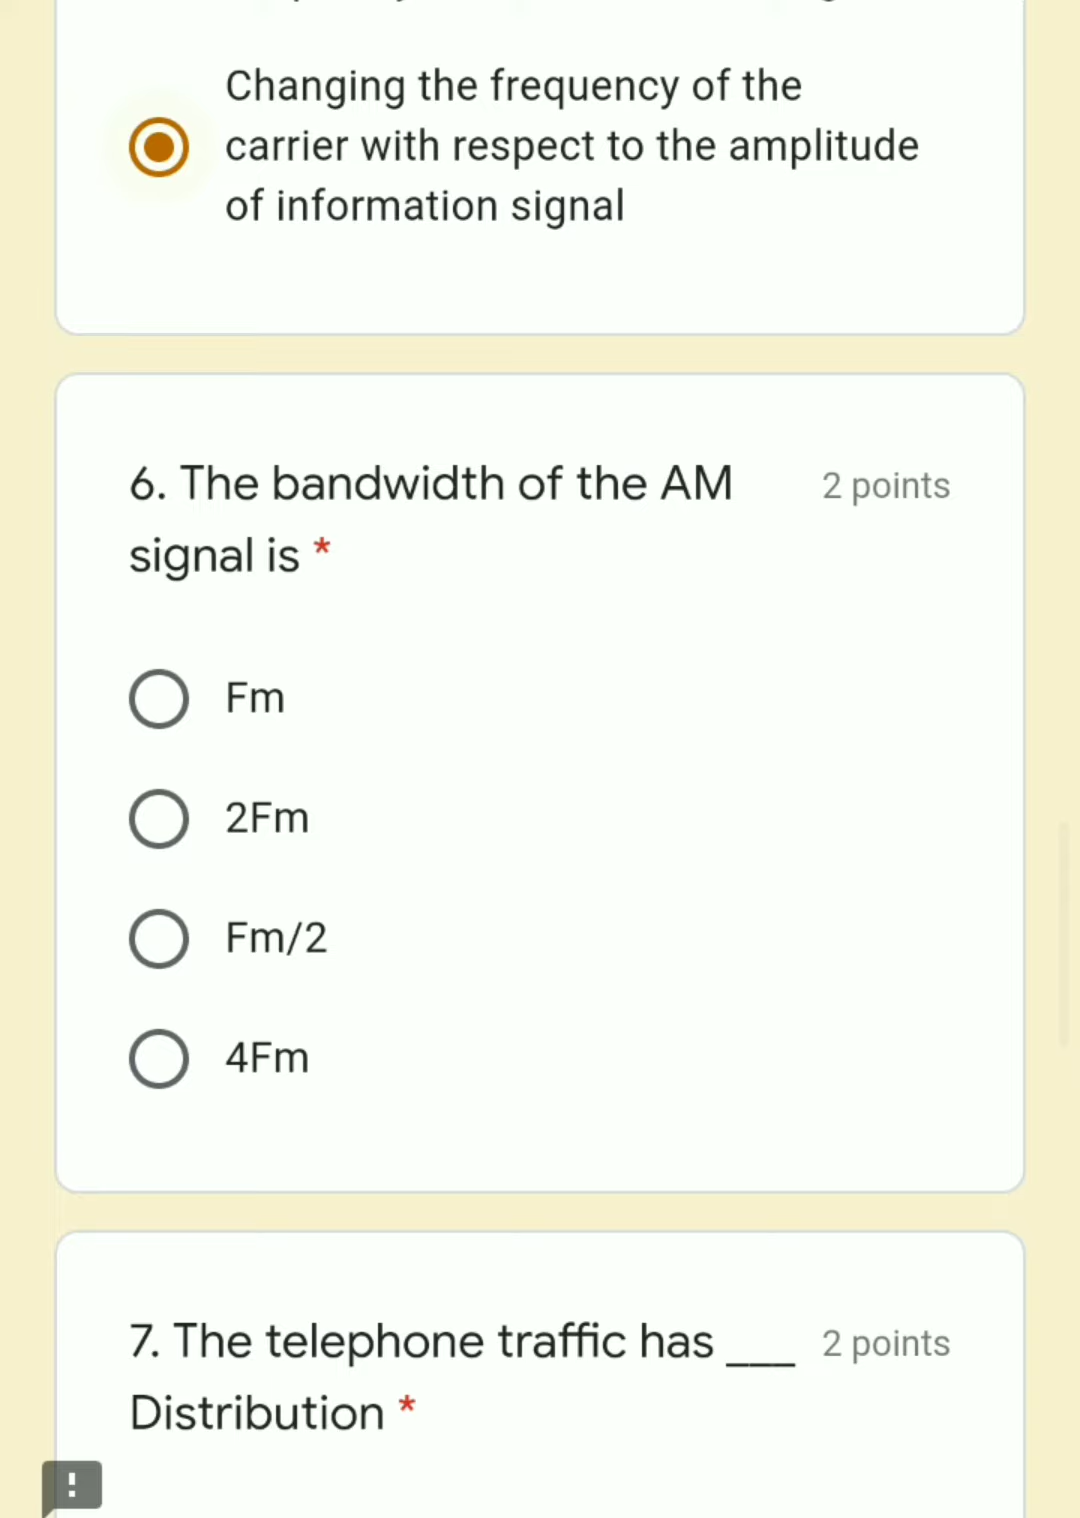 Changing the frequency of the
carrier with respect to the amplitude
of information signal
6. The bandwidth of the AM
signal is *
2 points
Fm
2Fm
Fm/2
4Fm
7. The telephone traffic has ___
Distribution *
2 points